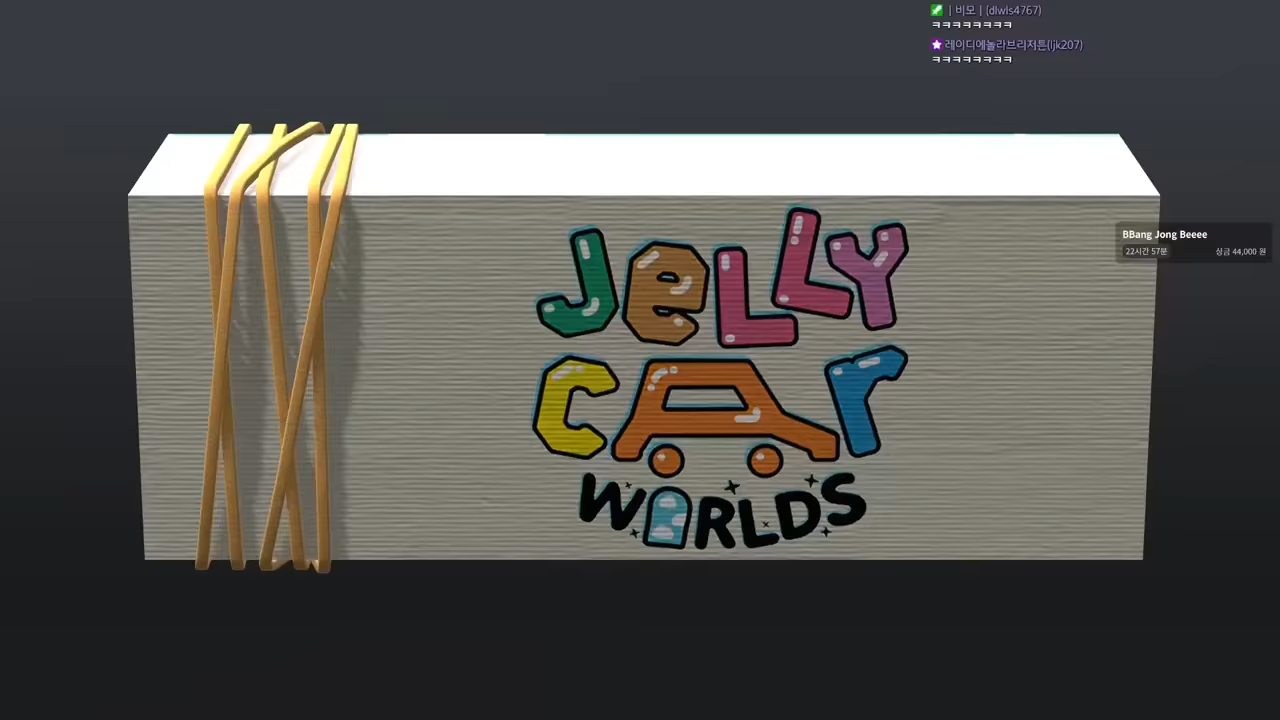 | 비모 | (dlwls4767)
ㅋㅋㅋㅋㅋㅋㅋㅋ
레이디에놀라브리저튼(ljk207)
ㅋㅋㅋㅋㅋㅋㅋㅋ
BBang Jong Beeee
22시간 57분 상금 44,000 원
JeLLY
CAr
WORLDS